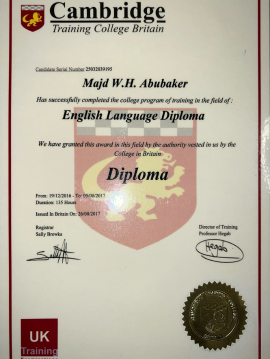 Cambridge
Training College Britain
Candidate Serial Number 25032039195
Majd W.H. Abubaker
Has successfully completed the college program of training in the field of :
English Language Diploma
We have granted this award in this field by the authority vested in us by the
College in Britain
Diploma
From: 19/12/2016 - To: 09/08/2017
Duration: 135 Hours
Issued In Britain On: 26/08/2017
Registrar
Sally Browks
Director of Training
Professor Hegab
UK
Training